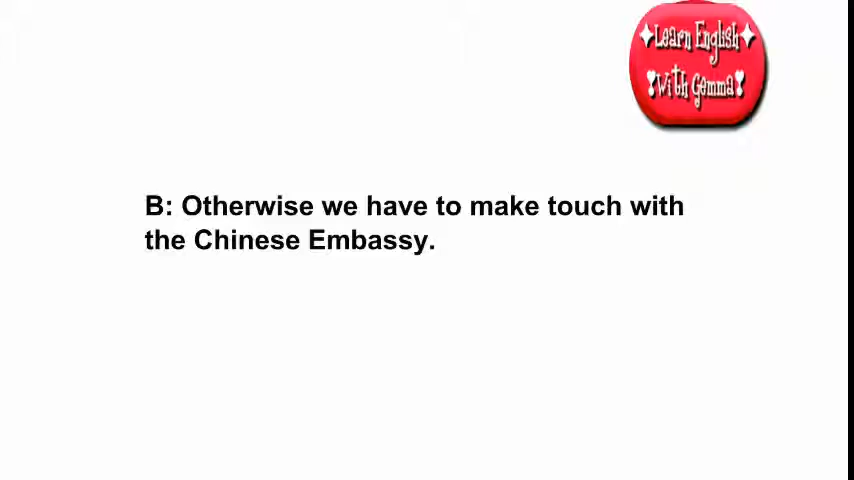 Learn English
With Gemma
B: Otherwise we have to make touch with
the Chinese Embassy.